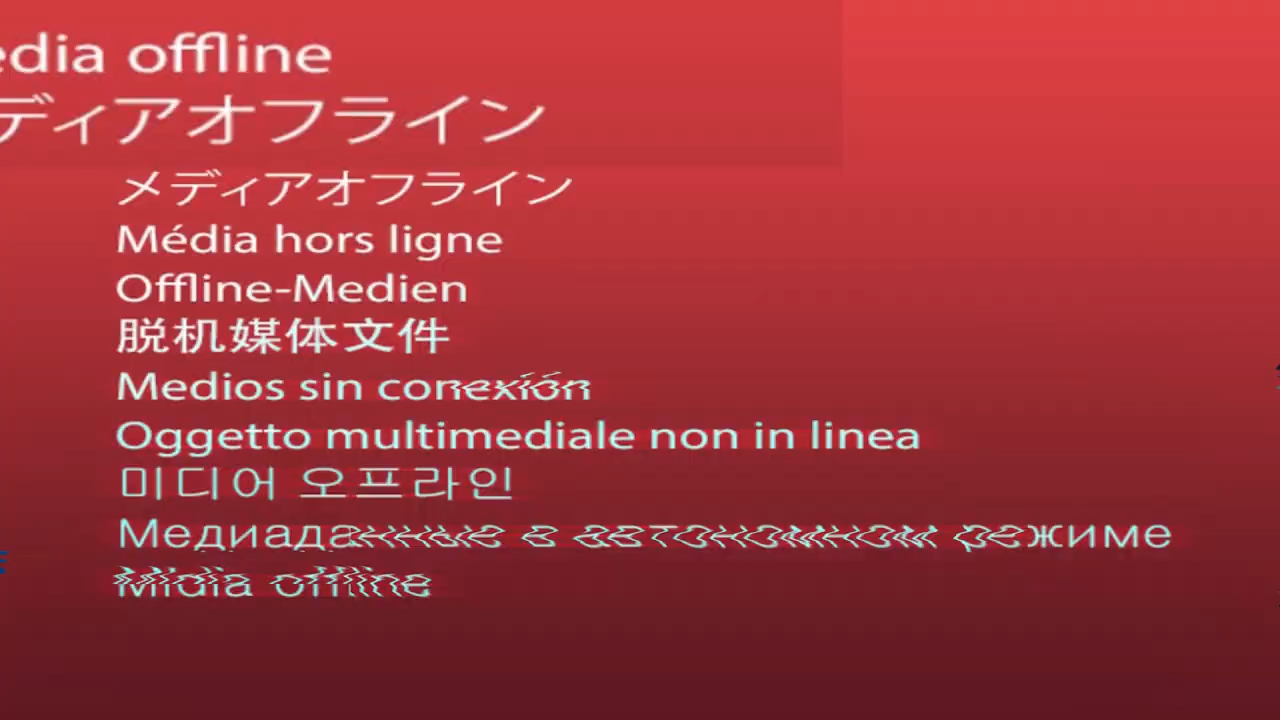 edia offline
ディアオフライン
メディアオフライン
Média hors ligne
Offline-Medien
脱机媒体文件
Medios sin conexión
Oggetto multimediale non in linea
미디어 오프라인
Медиаданные в автономном режиме
Mídia offline